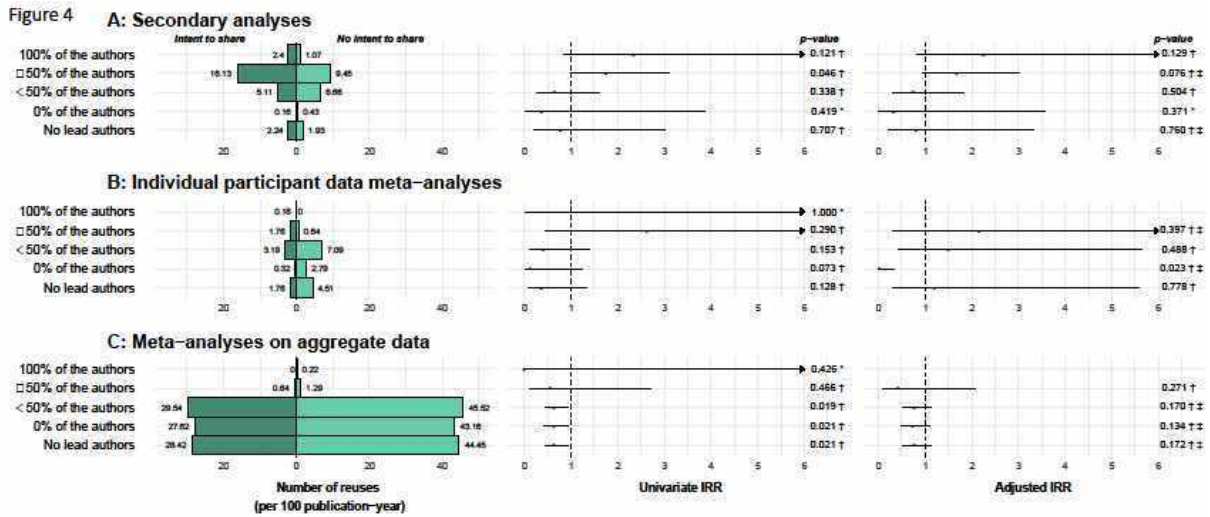 Figure 4
A: Secondary analyses
Intent to share No intent to share p-value p-value
100% of the authors 2.4 1.07 0.121 † 0.129 †
□50% of the authors 16.13 9.45 0.046 † 0.076 † ‡
<50% of the authors 5.11 6.66 0.338 † 0.504 †
0% of the authors 0.16 0.43 0.419 * 0.371 *
No lead authors 2.24 1.93 0.707 † 0.760 † ‡
20 0 20 40 0 1 2 3 4 5 6 0 1 2 3 4 5 6
B: Individual participant data meta-analyses
100% of the authors 0.16 0 1.000 *
□50% of the authors 1.76 0.64 0.290 † 0.397 † ‡
<50% of the authors 3.19 7.09 0.153 † 0.488 †
0% of the authors 0.32 2.79 0.073 † 0.023 † ‡
No lead authors 1.76 4.51 0.128 † 0.778 †
20 0 20 40 0 1 2 3 4 5 6 0 1 2 3 4 5 6
C: Meta-analyses on aggregate data
100% of the authors 0 0.22 0.426 *
□50% of the authors 0.64 1.29 0.466 † 0.271 †
<50% of the authors 29.54 45.52 0.019 † 0.170 † ‡
0% of the authors 27.62 43.16 0.021 † 0.134 † ‡
No lead authors 28.42 44.45 0.021 † 0.172 † ‡
20 0 20 40 0 1 2 3 4 5 6 0 1 2 3 4 5 6
Number of reuses Univariate IRR Adjusted IRR
(per 100 publication-year)